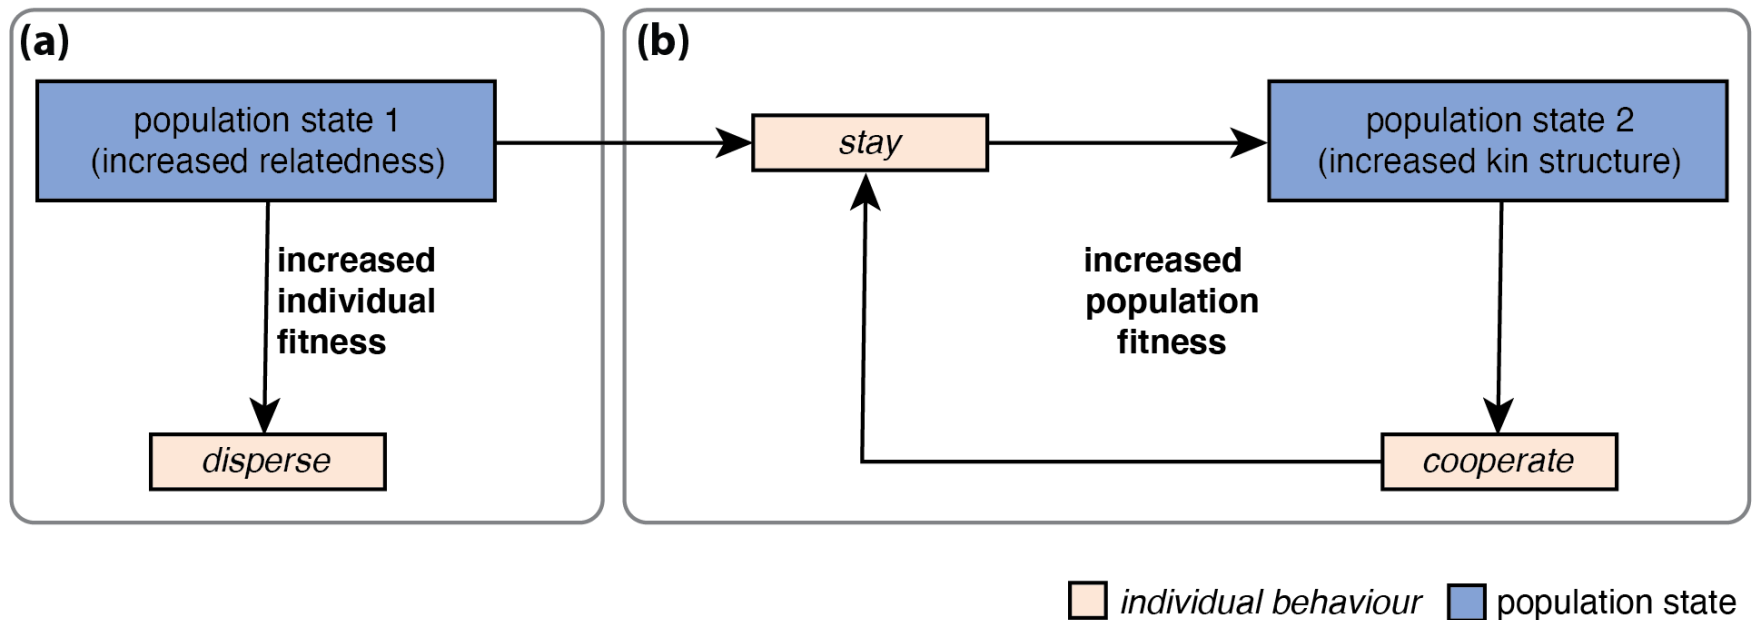 (a)
population state 1
(increased relatedness)
increased
individual
fitness
disperse
(b)
stay
population state 2
(increased kin structure)
increased
population
fitness
cooperate
individual behaviour
population state